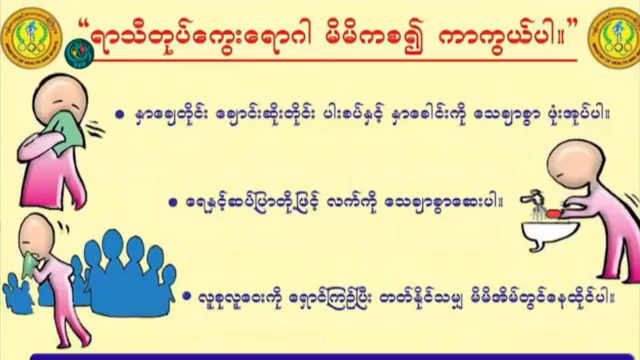 “ရာသီတုပ်ကွေးရောဂါ မိမိကစ၍ ကာကွယ်ပါ။”
• နှာချေတိုင်း ချောင်းဆိုးတိုင်း ပါးစပ်နှင့် နှာခေါင်းကို သေချာစွာ ဖုံးအုပ်ပါ။
• ရေနှင့်ဆပ်ပြာတို့ဖြင့် လက်ကို သေချာစွာဆေးပါ။
• လူစုလူဝေးကို ရှောင်ကြဉ်ပြီး တတ်နိုင်သမျှ မိမိအိမ်တွင်နေထိုင်ပါ။